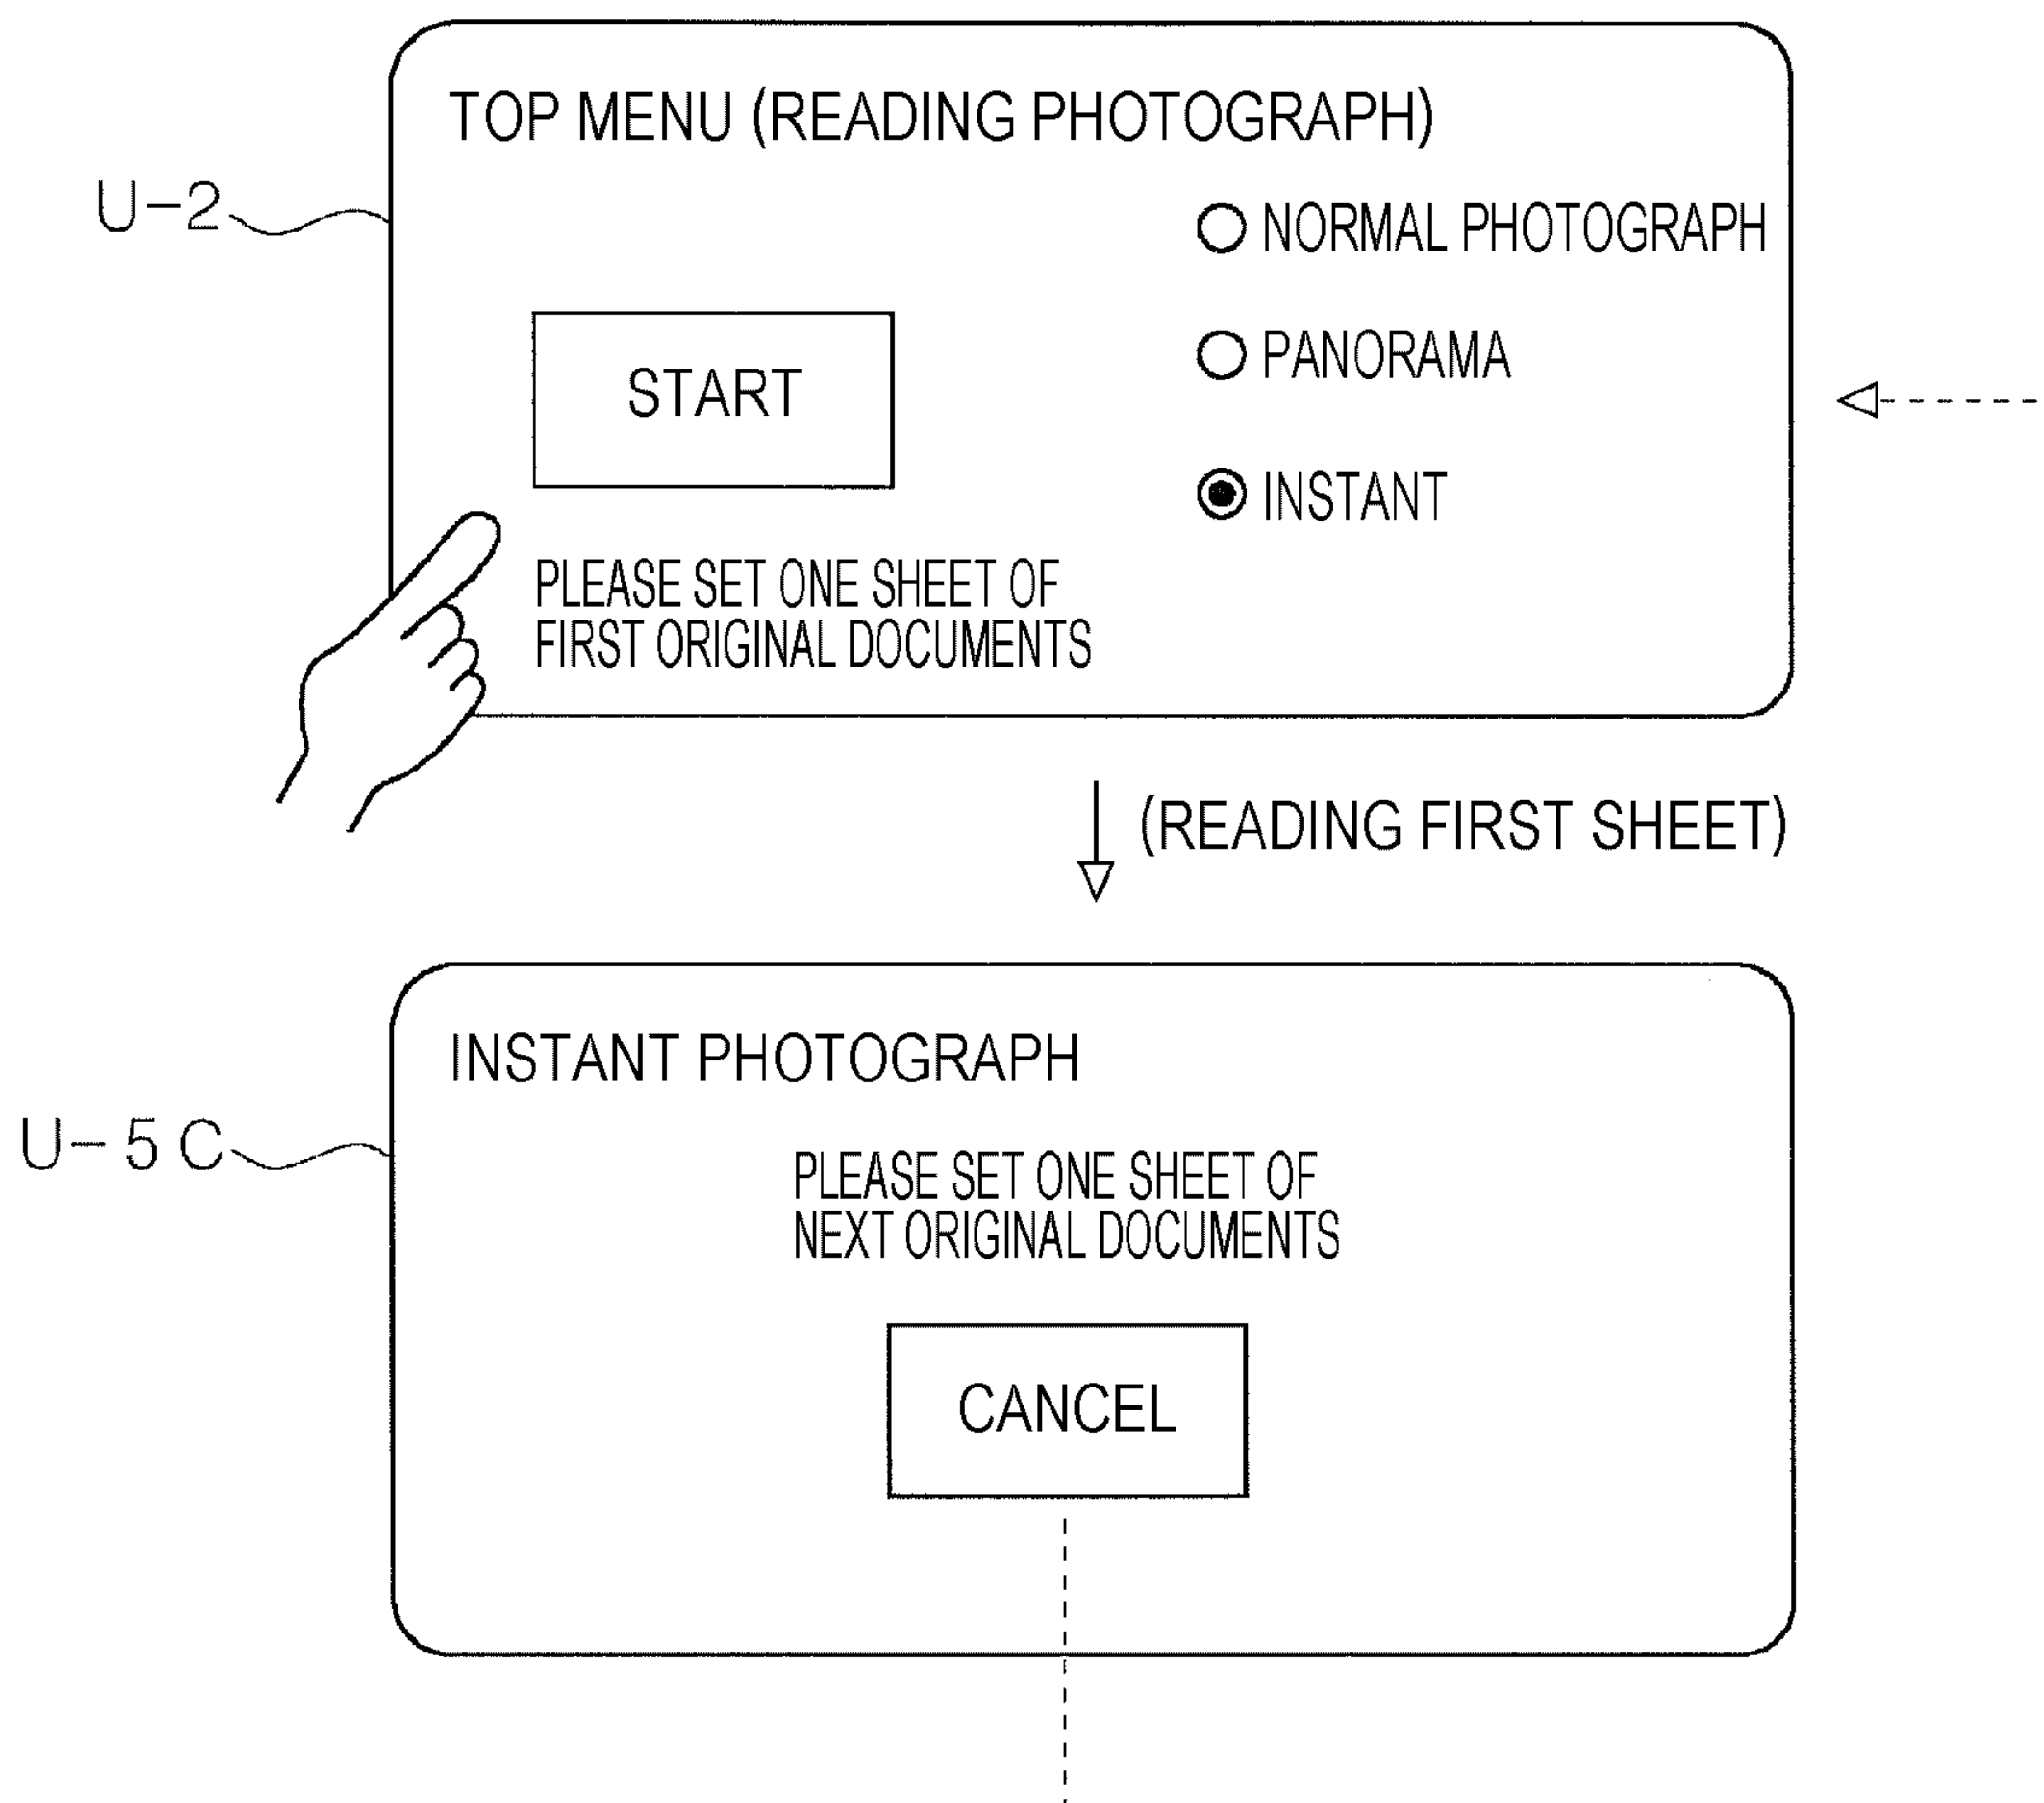 TOP MENU (READING PHOTOGRAPH)
U-2
NORMAL PHOTOGRAPH
PANORAMA
START
INSTANT
PLEASE SET ONE SHEET OF
FIRST ORIGINAL DOCUMENTS
(READING FIRST SHEET)
INSTANT PHOTOGRAPH
U-5C
PLEASE SET ONE SHEET OF
NEXT ORIGINAL DOCUMENTS
CANCEL